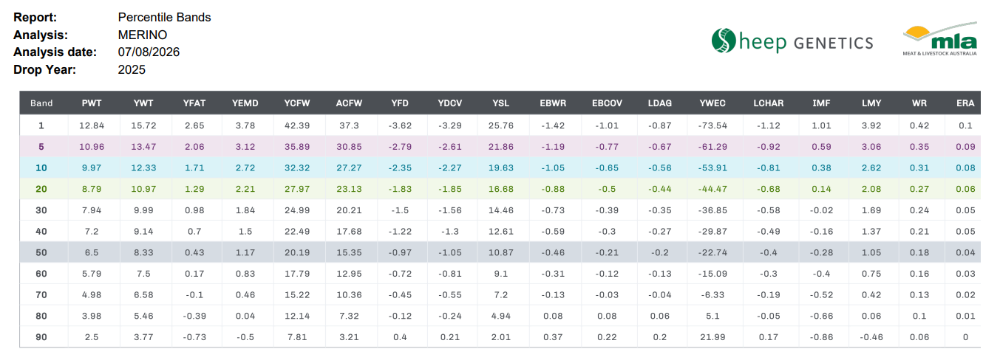 Report: Percentile Bands
Analysis: MERINO
Analysis date: 07/08/2026
Drop Year: 2025
Sheep GENETICS
mla
MEAT & LIVESTOCK AUSTRALIA
Band PWT YWT YFAT YEMD YCFW ACFW YFD YDCV YSL EBWR EBCOV LDAG YWEC LCHAR IMF LMY WR ERA
1 12.84 15.72 2.65 3.78 42.39 37.3 -3.62 -3.29 25.76 -1.42 -1.01 -0.87 -73.54 -1.12 1.01 3.92 0.42 0.1
5 10.96 13.47 2.06 3.12 35.89 30.85 -2.79 -2.61 21.86 -1.19 -0.77 -0.67 -61.29 -0.92 0.59 3.06 0.35 0.09
10 9.97 12.33 1.71 2.72 32.32 27.27 -2.35 -2.27 19.63 -1.05 -0.65 -0.56 -53.91 -0.81 0.38 2.62 0.31 0.08
20 8.79 10.97 1.29 2.21 27.97 23.13 -1.83 -1.85 16.68 -0.88 -0.5 -0.44 -44.47 -0.68 0.14 2.08 0.27 0.06
30 7.94 9.99 0.98 1.84 24.99 20.21 -1.5 -1.56 14.46 -0.73 -0.39 -0.35 -36.85 -0.58 -0.02 1.69 0.24 0.05
40 7.2 9.14 0.7 1.5 22.49 17.68 -1.22 -1.3 12.61 -0.59 -0.3 -0.27 -29.87 -0.49 -0.16 1.37 0.21 0.05
50 6.5 8.33 0.43 1.17 20.19 15.35 -0.97 -1.05 10.87 -0.46 -0.21 -0.2 -22.74 -0.4 -0.28 1.05 0.18 0.04
60 5.79 7.5 0.17 0.83 17.79 12.95 -0.72 -0.81 9.1 -0.31 -0.12 -0.13 -15.09 -0.3 -0.4 0.75 0.16 0.03
70 4.98 6.58 -0.1 0.46 15.22 10.36 -0.45 -0.55 7.2 -0.13 -0.03 -0.04 -6.33 -0.19 -0.52 0.42 0.13 0.02
80 3.98 5.46 -0.39 0.04 12.14 7.32 -0.12 -0.24 4.94 0.08 0.08 0.06 5.1 -0.05 -0.66 0.06 0.1 0.01
90 2.5 3.77 -0.73 -0.5 7.81 3.21 0.4 0.21 2.01 0.37 0.22 0.2 21.99 0.17 -0.86 -0.46 0.06 0